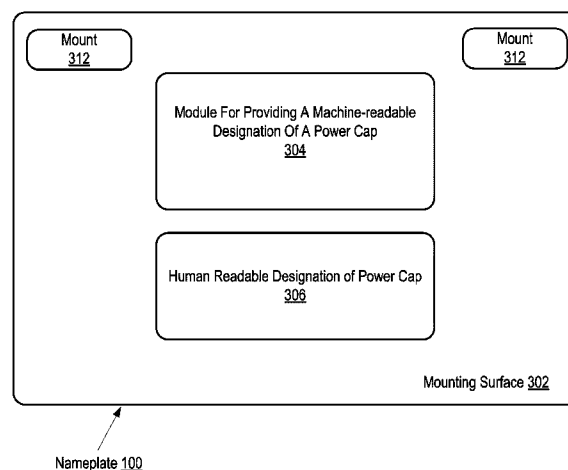 Mount
312
Mount
312
Module For Providing A Machine-readable
Designation Of A Power Cap
304
Human Readable Designation of Power Cap
306
Mounting Surface 302
Nameplate 100